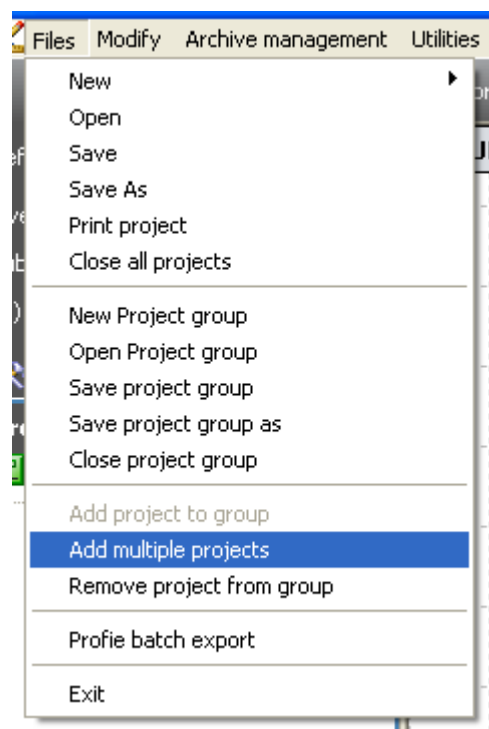 Files Modify Archive management Utilities
New
Open
Save
Save As
Print project
Close all projects
New Project group
Open Project group
Save project group
Save project group as
Close project group
Add project to group
Add multiple projects
Remove project from group
Profie batch export
Exit